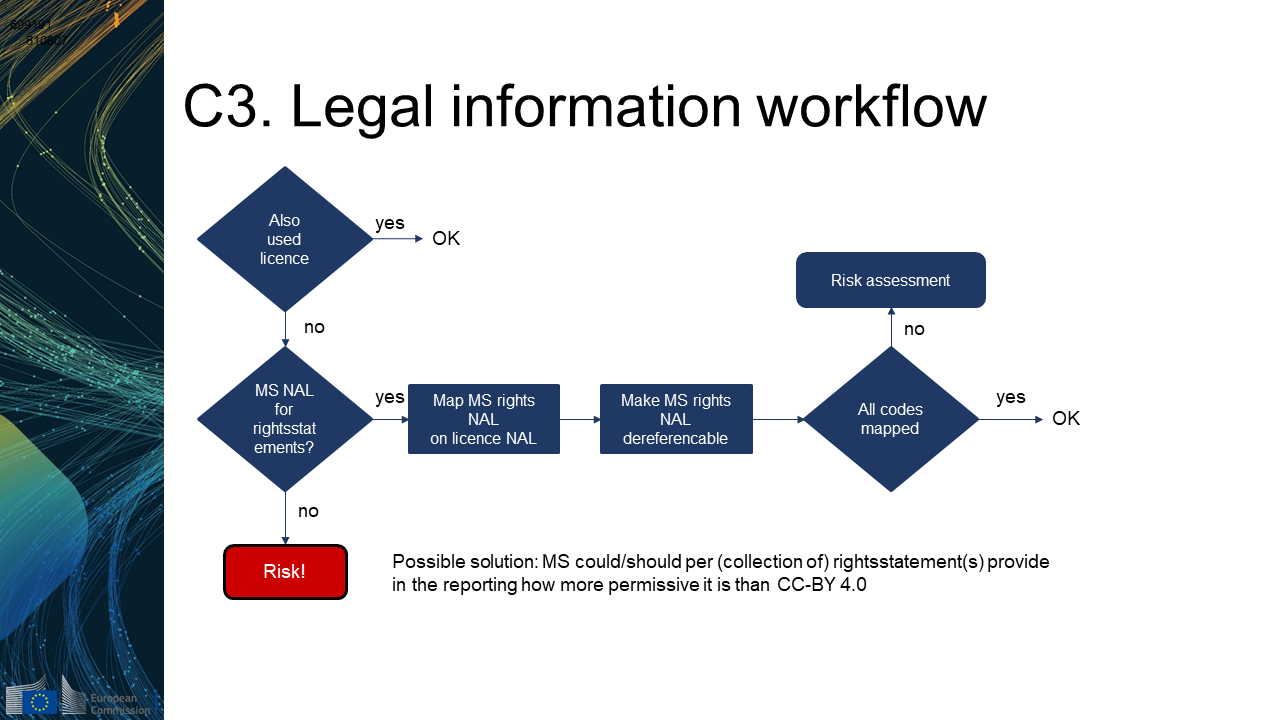 C3. Legal information workflow
Also
used
licence
yes
OK
no
MS NAL
for
rightsstat
ements?
yes
Map MS rights
NAL
on licence NAL
Make MS rights
NAL
dereferencable
All codes
mapped
no
Risk assessment
yes
OK
no
Risk!
Possible solution: MS could/should per (collection of) rightsstatement(s) provide
in the reporting how more permissive it is than CC-BY 4.0
European
Commission